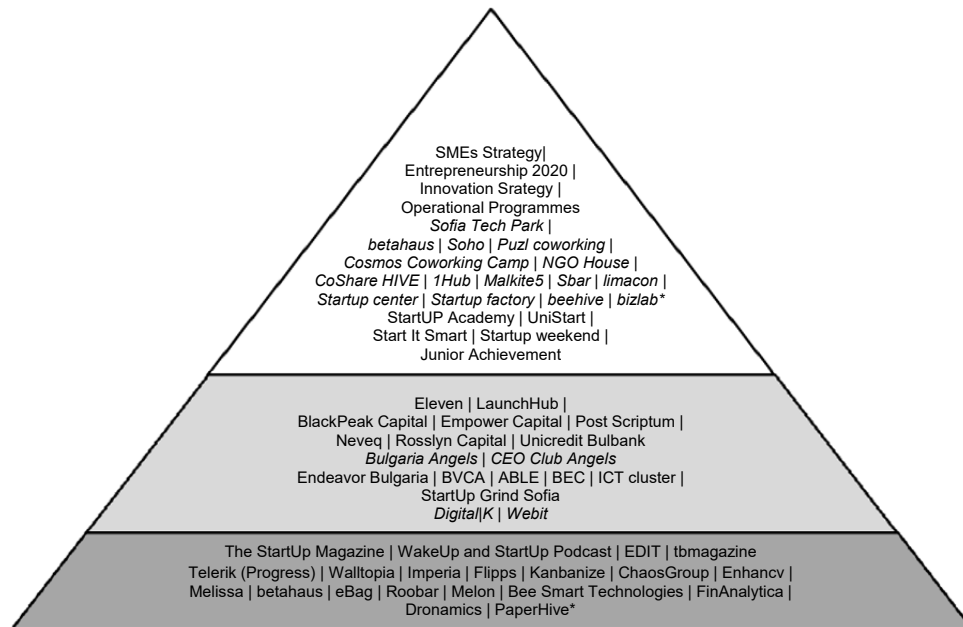 SMEs Strategy|
Entrepreneurship 2020 |
Innovation Srategy |
Operational Programmes
Sofia Tech Park |
betahaus | Soho | Puzl coworking |
Cosmos Coworking Camp | NGO House |
CoShare HIVE | 1Hub | Malkite5 | Sbar | limacon |
Startup center | Startup factory | beehive | bizlab*
StartUP Academy | UniStart |
Start It Smart | Startup weekend |
Junior Achievement
Eleven | LaunchHub |
BlackPeak Capital | Empower Capital | Post Scriptum |
Neveq | Rosslyn Capital | Unicredit Bulbank
Bulgaria Angels | CEO Club Angels
Endeavor Bulgaria | BVCA | ABLE | BEC | ICT cluster |
StartUp Grind Sofia
Digital|K | Webit
The StartUp Magazine | WakeUp and StartUp Podcast | EDIT | tbmagazine
Telerik (Progress) | Walltopia | Imperia | Flipps | Kanbanize | ChaosGroup | Enhancv |
Melissa | betahaus | eBag | Roobar | Melon | Bee Smart Technologies | FinAnalytica |
Dronamics | PaperHive*